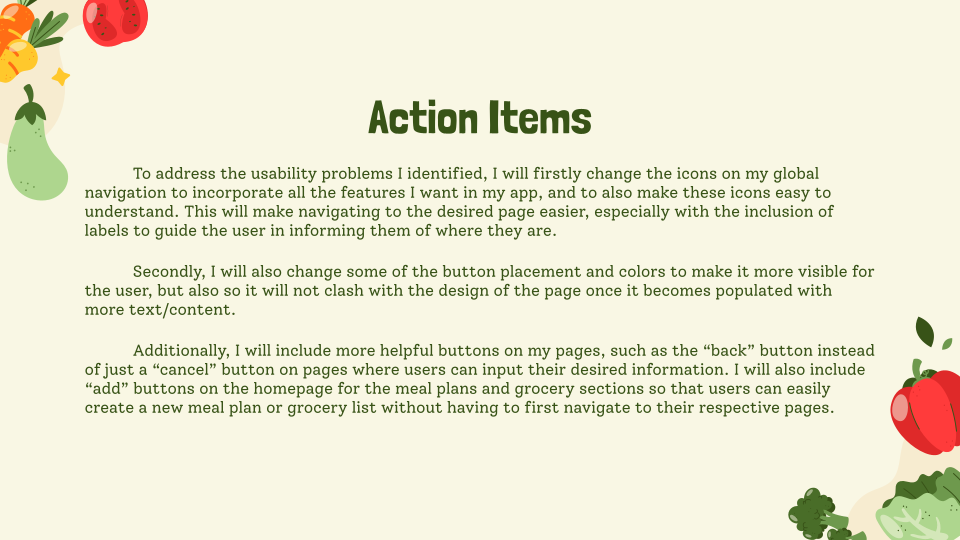 Action Items
To address the usability problems I identified, I will firstly change the icons on my global
navigation to incorporate all the features I want in my app, and to also make these icons easy to
understand. This will make navigating to the desired page easier, especially with the inclusion of
labels to guide the user in informing them of where they are.
Secondly, I will also change some of the button placement and colors to make it more visible for
the user, but also so it will not clash with the design of the page once it becomes populated with
more text/content.
Additionally, I will include more helpful buttons on my pages, such as the “back” button instead
of just a “cancel” button on pages where users can input their desired information. I will also include
“add” buttons on the homepage for the meal plans and grocery sections so that users can easily
create a new meal plan or grocery list without having to first navigate to their respective pages.